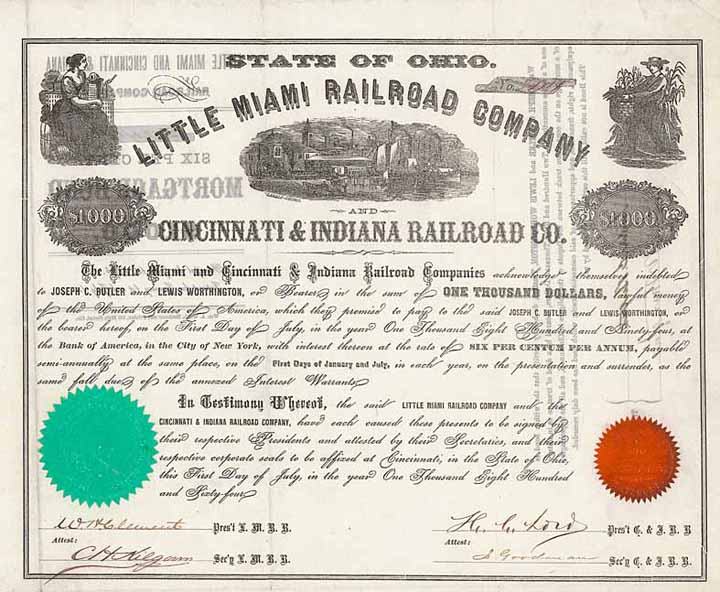 STATE OF OHIO.
No
LITTLE MIAMI RAILROAD COMPANY
AND
$1000
$1000
CINCINNATI & INDIANA RAILROAD CO.
The Little Miami and Cincinnati & Indiana Railroad Companies acknowledge themselves indebted
to JOSEPH C. BUTLER and LEWIS WORTHINGTON, or Bearer, in the sum of ONE THOUSAND DOLLARS, lawful money
of the United States of America, which they promise to pay to the said JOSEPH C. BUTLER and LEWIS WORTHINGTON, or
the bearer hereof, on the First Day of July, in the year One Thousand Eight Hundred and Ninety-four, at
the Bank of America, in the City of New York, with interest thereon at the rate of SIX PER CENTUM PER ANNUM, payable
semi-annually at the same place, on the First Days of January and July, in each year, on the presentation and surrender, as the
same fall due, of the annexed Interest Warrants.
In Testimony Whereof, the said LITTLE MIAMI RAILROAD COMPANY and the
CINCINNATI & INDIANA RAILROAD COMPANY, have each caused these presents to be signed by
their respective Presidents and attested by their Secretaries, and their
respective corporate seals to be affixed at Cincinnati, in the State of Ohio,
this First Day of July, in the year One Thousand Eight Hundred
and Sixty-four.
W H Clement Pres't L. M. R. R.
H. C. Lord Pres't C. & I. R. R
Attest:
Attest:
C H Kilgour Sec'y L. M. R. R.
S Goodman Sec'y C. & I. R. R.